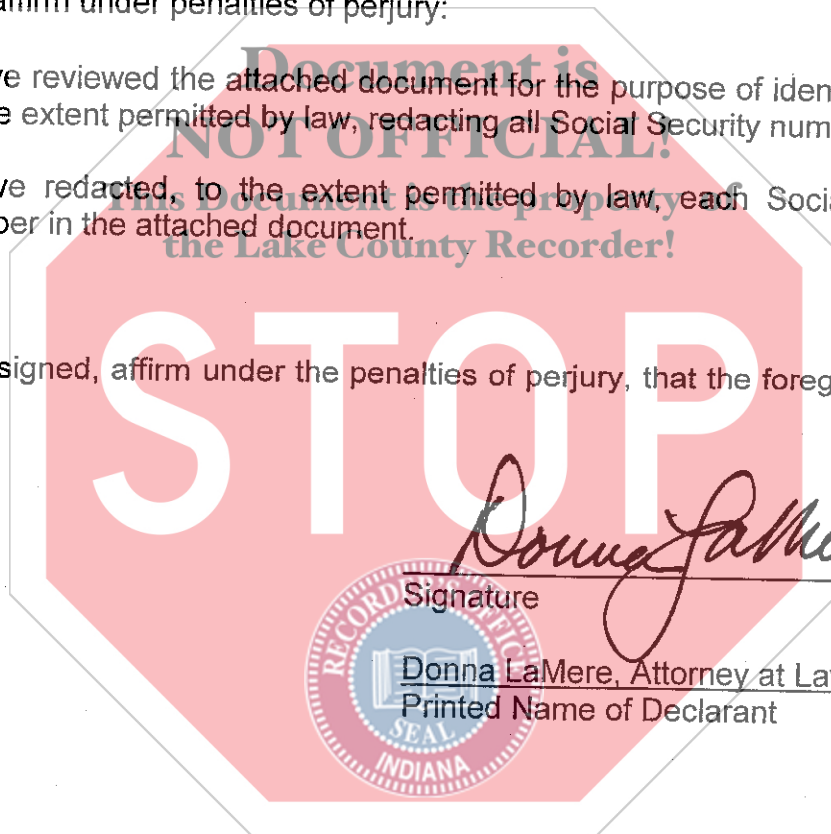 affirm under penalties of perjury:
Document is
ve reviewed the attached document for the purpose of iden
e extent permitted by law, redacting all Social Security num
NOT OFFICIAL!
ve redacted, to the extent permitted by law, each Socia
This Document is the property of
ber in the attached document.
the Lake County Recorder!
STOP
signed, affirm under the penalties of perjury, that the foreg
Donna LaMere
Signature
RECORDER'S OFFICE
Donna LaMere, Attorney at Law
Printed Name of Declarant
SEAL
INDIANA